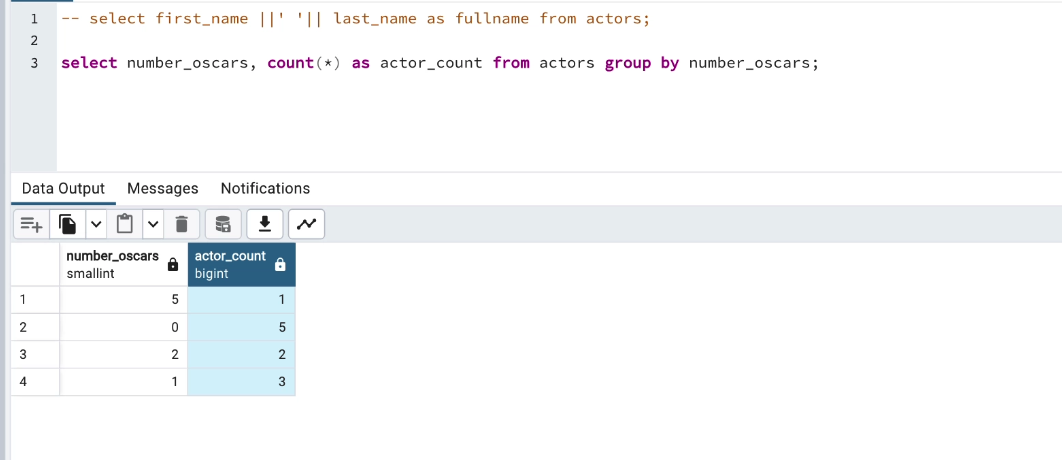 1 -- select first_name ||' '|| last_name as fullname from actors;
2
3 select number_oscars, count(*) as actor_count from actors group by number_oscars;
Data Output Messages Notifications
number_oscars actor_count
smallint bigint
1 5 1
2 0 5
3 2 2
4 1 3